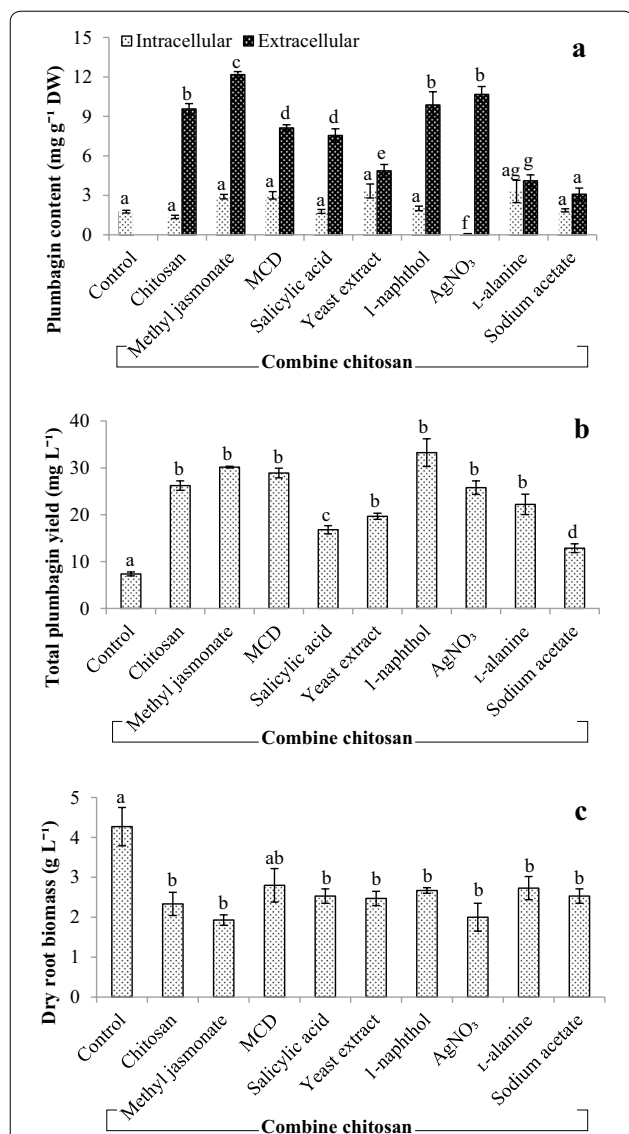 Intracellular Extracellular
a
Plumbagin content (mg g⁻¹ DW)
15
12
9
6
3
0
a
a b
a c
a d
a d
a e
a b
f b
ag g
a a
Control
Chitosan
Methyl jasmonate
MCD
Salicylic acid
Yeast extract
1-naphthol
AgNO₃
L-alanine
Sodium acetate
Combine chitosan
b
Total plumbagin yield (mg L⁻¹)
40
30
20
10
0
a b b b c b b b b d
Control
Chitosan
Methyl jasmonate
MCD
Salicylic acid
Yeast extract
1-naphthol
AgNO₃
L-alanine
Sodium acetate
Combine chitosan
c
Dry root biomass (g L⁻¹)
5
4
3
2
1
0
a b b ab b b b b b b
Control
Chitosan
Methyl jasmonate
MCD
Salicylic acid
Yeast extract
1-naphthol
AgNO₃
L-alanine
Sodium acetate
Combine chitosan